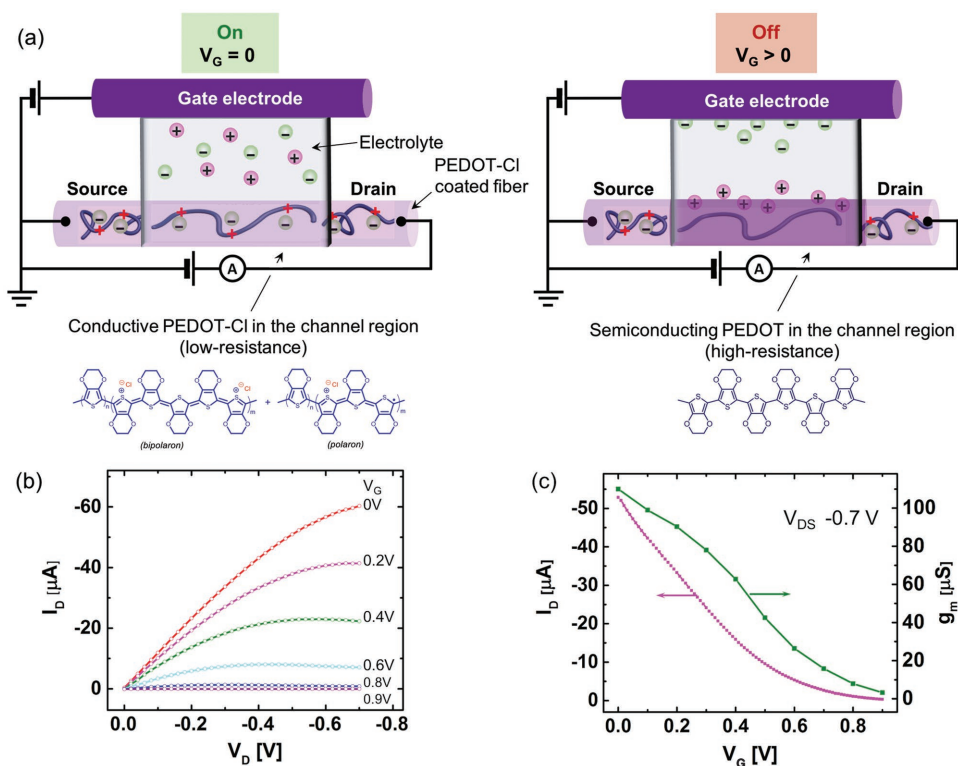 (a)
On
V_G = 0
Off
V_G > 0
Gate electrode
Gate electrode
Electrolyte
PEDOT-Cl
coated fiber
Source
Drain
Source
Drain
A
A
Conductive PEDOT-Cl in the channel region
(low-resistance)
Semiconducting PEDOT in the channel region
(high-resistance)
⊖Cl
⊖Cl
⊖Cl
(bipolaron)
(polaron)
(b)
V_G
0V
0.2V
0.4V
0.6V
0.8V
0.9V
-60
-40
-20
0
I_D [µA]
0.0 -0.2 -0.4 -0.6 -0.8
V_D [V]
(c)
V_DS -0.7 V
-50
-40
-30
-20
-10
0
I_D [µA]
100
80
60
40
20
0
g_m [µS]
0.0 0.2 0.4 0.6 0.8
V_G [V]